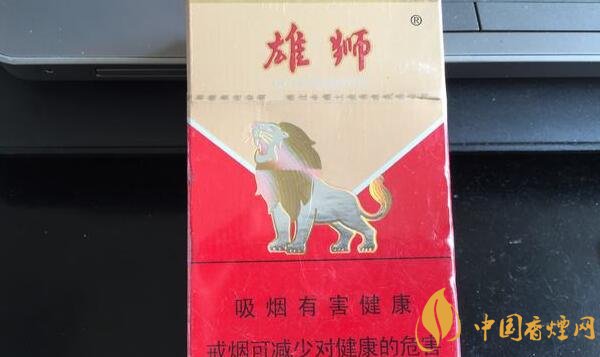 雄狮®
吸烟有害健康
戒烟可减少对健康的危害
中国香煙网